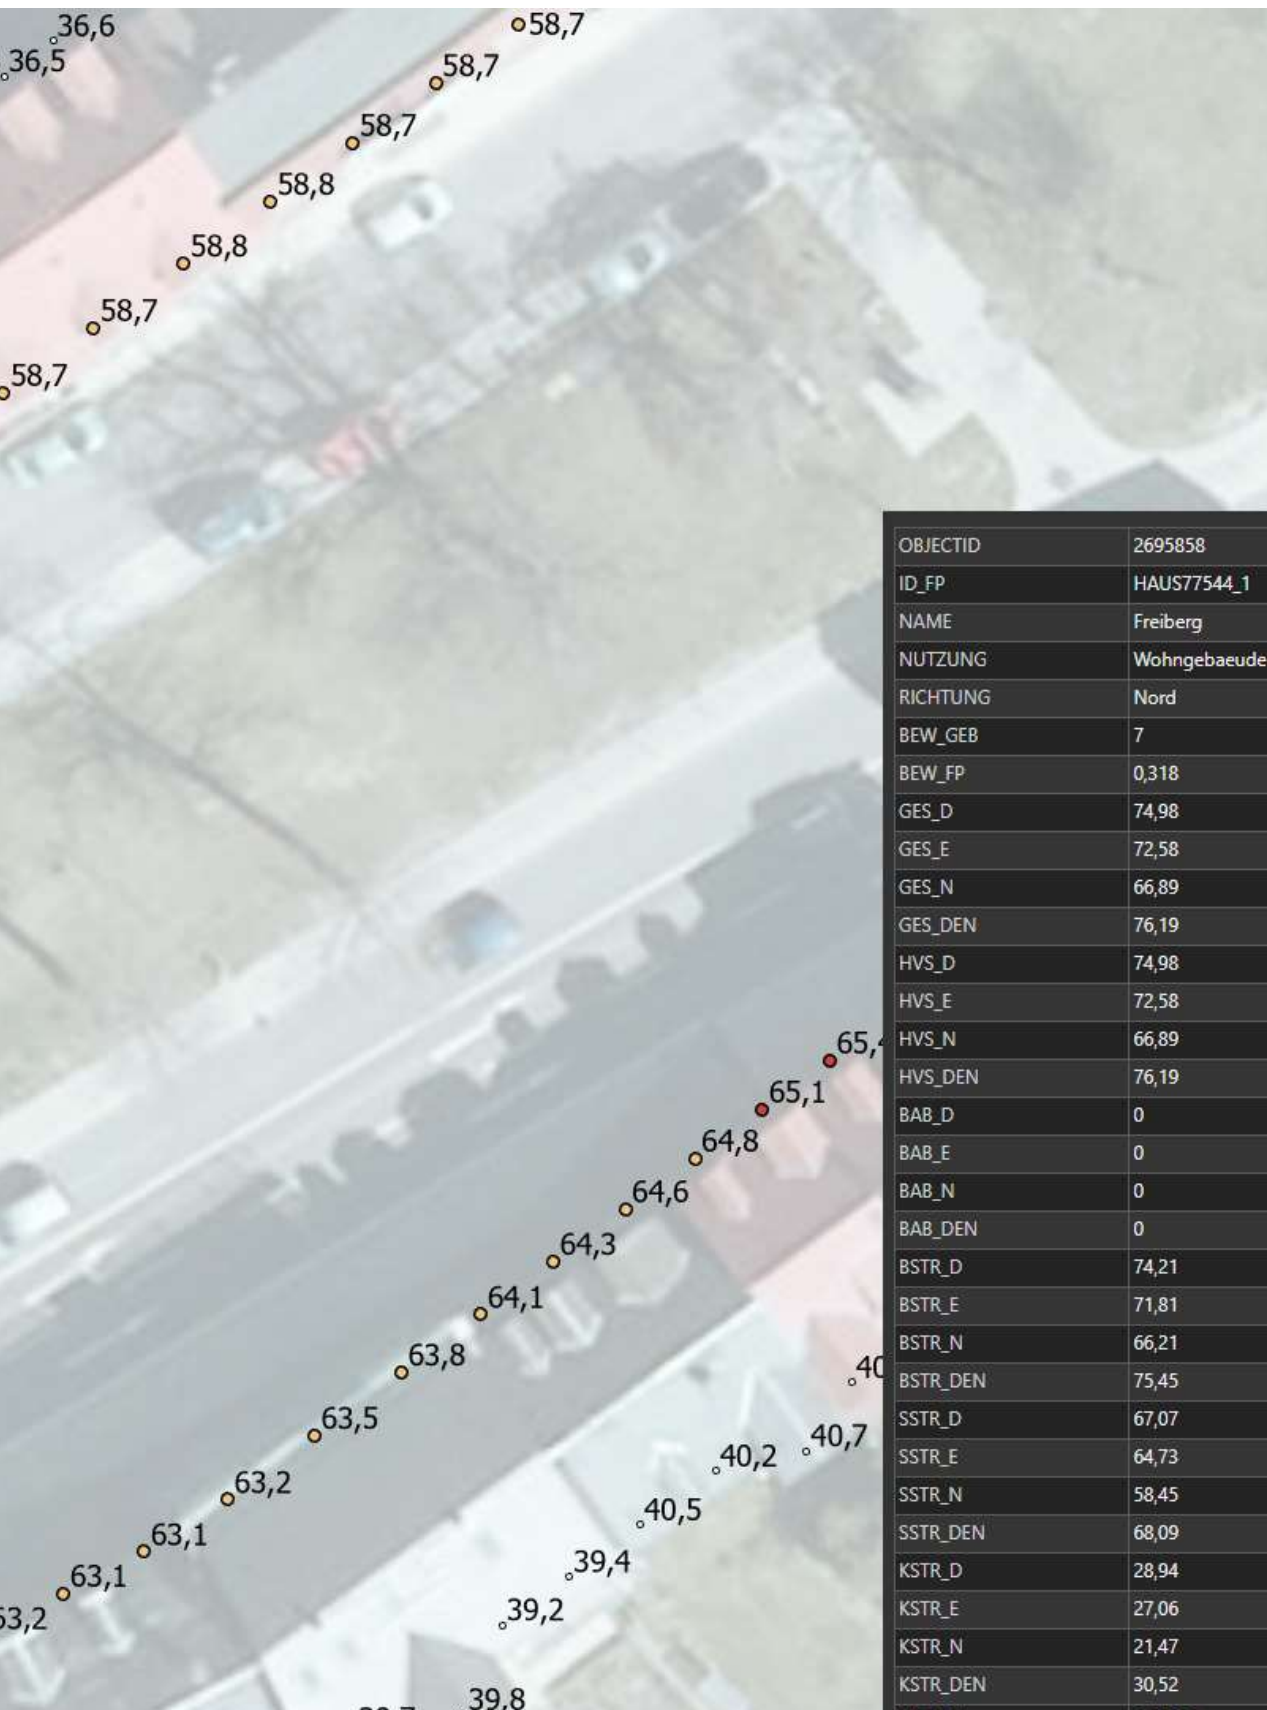 36,6
36,5
58,7
58,7
58,7
58,8
58,8
58,7
58,7
OBJECTID 2695858
ID_FP HAUS77544_1
NAME Freiberg
NUTZUNG Wohngebaeude
RICHTUNG Nord
BEW_GEB 7
BEW_FP 0,318
GES_D 74,98
GES_E 72,58
GES_N 66,89
GES_DEN 76,19
HVS_D 74,98
HVS_E 72,58
HVS_N 66,89
HVS_DEN 76,19
BAB_D 0
BAB_E 0
BAB_N 0
BAB_DEN 0
BSTR_D 74,21
BSTR_E 71,81
BSTR_N 66,21
BSTR_DEN 75,45
SSTR_D 67,07
SSTR_E 64,73
SSTR_N 58,45
SSTR_DEN 68,09
KSTR_D 28,94
KSTR_E 27,06
KSTR_N 21,47
KSTR_DEN 30,52
65,1
64,8
64,6
64,3
64,1
63,8
63,5
63,2
63,1
63,1
40,7
40,2
40,5
39,4
39,2
39,8